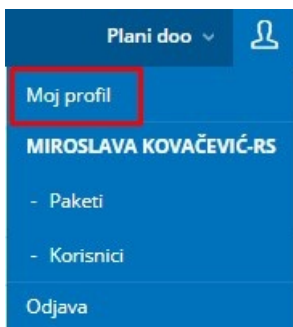 Plani doo
Moj profil
MIROSLAVA KOVAČEVIĆ-RS
- Paketi
- Korisnici
Odjava